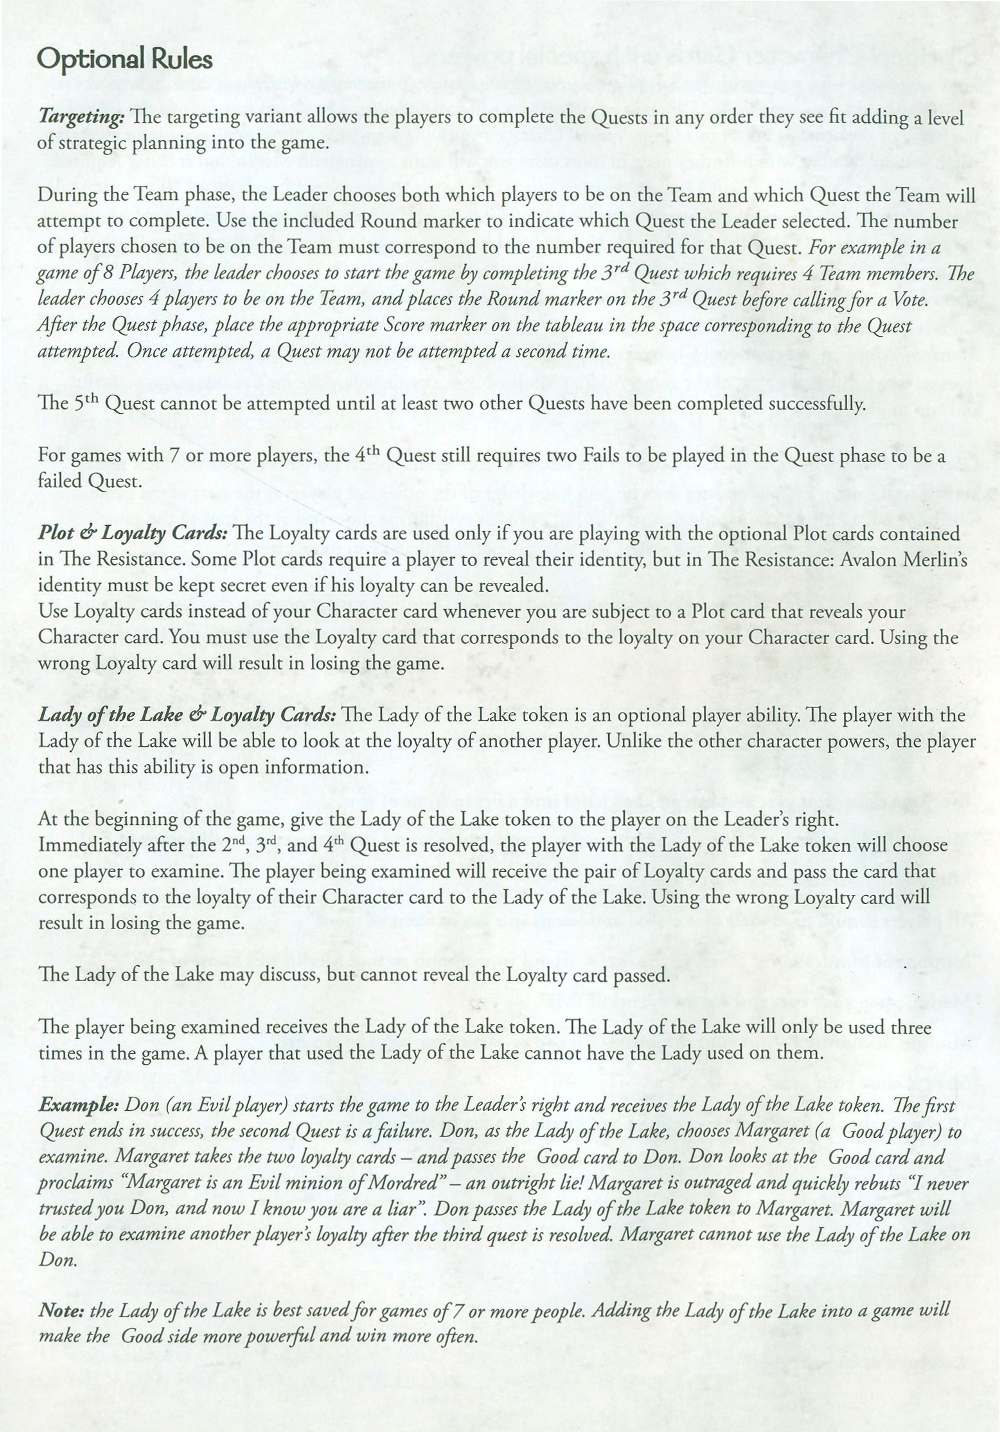 Optional Rules
Targeting: The targeting variant allows the players to complete the Quests in any order they see fit adding a level
of strategic planning into the game.
During the Team phase, the Leader chooses both which players to be on the Team and which Quest the Team will
attempt to complete. Use the included Round marker to indicate which Quest the Leader selected. The number
of players chosen to be on the Team must correspond to the number required for that Quest. For example in a
game of 8 Players, the leader chooses to start the game by completing the 3rd Quest which requires 4 Team members. The
leader chooses 4 players to be on the Team, and places the Round marker on the 3rd Quest before calling for a Vote.
After the Quest phase, place the appropriate Score marker on the tableau in the space corresponding to the Quest
attempted. Once attempted, a Quest may not be attempted a second time.
The 5th Quest cannot be attempted until at least two other Quests have been completed successfully.
For games with 7 or more players, the 4th Quest still requires two Fails to be played in the Quest phase to be a
failed Quest.
Plot & Loyalty Cards: The Loyalty cards are used only if you are playing with the optional Plot cards contained
in The Resistance. Some Plot cards require a player to reveal their identity, but in The Resistance: Avalon Merlin's
identity must be kept secret even if his loyalty can be revealed.
Use Loyalty cards instead of your Character card whenever you are subject to a Plot card that reveals your
Character card. You must use the Loyalty card that corresponds to the loyalty on your Character card. Using the
wrong Loyalty card will result in losing the game.
Lady of the Lake & Loyalty Cards: The Lady of the Lake token is an optional player ability. The player with the
Lady of the Lake will be able to look at the loyalty of another player. Unlike the other character powers, the player
that has this ability is open information.
At the beginning of the game, give the Lady of the Lake token to the player on the Leader's right.
Immediately after the 2nd, 3rd, and 4th Quest is resolved, the player with the Lady of the Lake token will choose
one player to examine. The player being examined will receive the pair of Loyalty cards and pass the card that
corresponds to the loyalty of their Character card to the Lady of the Lake. Using the wrong Loyalty card will
result in losing the game.
The Lady of the Lake may discuss, but cannot reveal the Loyalty card passed.
The player being examined receives the Lady of the Lake token. The Lady of the Lake will only be used three
times in the game. A player that used the Lady of the Lake cannot have the Lady used on them.
Example: Don (an Evil player) starts the game to the Leader's right and receives the Lady of the Lake token. The first
Quest ends in success, the second Quest is a failure. Don, as the Lady of the Lake, chooses Margaret (a Good player) to
examine. Margaret takes the two loyalty cards – and passes the Good card to Don. Don looks at the Good card and
proclaims "Margaret is an Evil minion of Mordred" – an outright lie! Margaret is outraged and quickly rebuts "I never
trusted you Don, and now I know you are a liar". Don passes the Lady of the Lake token to Margaret. Margaret will
be able to examine another player's loyalty after the third quest is resolved. Margaret cannot use the Lady of the Lake on
Don.
Note: the Lady of the Lake is best saved for games of 7 or more people. Adding the Lady of the Lake into a game will
make the Good side more powerful and win more often.